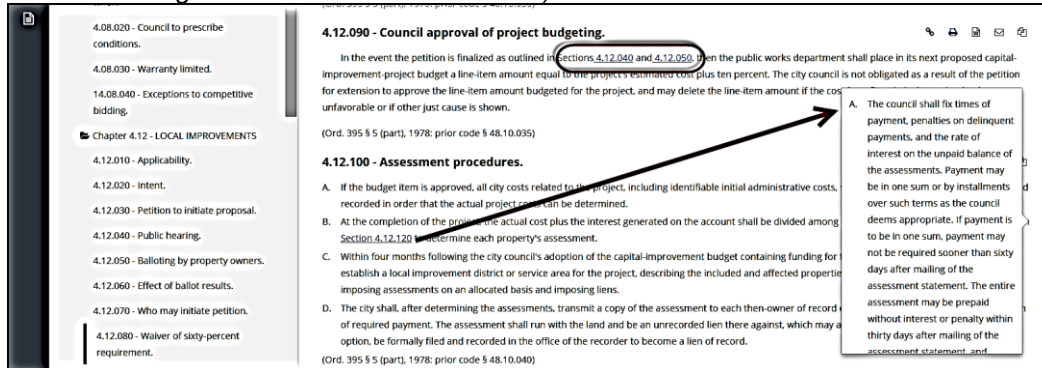 4.08.020 - Council to prescribe
conditions.
4.08.030 - Warranty limited.
14.08.040 - Exceptions to competitive
bidding.
Chapter 4.12 - LOCAL IMPROVEMENTS
4.12.010 - Applicability.
4.12.020 - Intent.
4.12.030 - Petition to initiate proposal.
4.12.040 - Public hearing.
4.12.050 - Balloting by property owners.
4.12.060 - Effect of ballot results.
4.12.070 - Who may initiate petition.
4.12.080 - Waiver of sixty-percent
requirement.
4.12.090 - Council approval of project budgeting.
In the event the petition is finalized as outlined in Sections 4.12.040 and 4.12.050, then the public works department shall place in its next proposed capital-
improvement-project budget a line-item amount equal to the project's estimated cost plus ten percent. The city council is not obligated as a result of the petition
for extension to approve the line-item amount budgeted for the project, and may delete the line-item amount if the
unfavorable or if other just cause is shown.
(Ord. 395 § 5 (part), 1978: prior code § 48.10.035)
4.12.100 - Assessment procedures.
A. If the budget item is approved, all city costs related to the project, including identifiable initial administrative costs,
recorded in order that the actual project costs can be determined.
B. At the completion of the project the actual cost plus the interest generated on the account shall be divided among
Section 4.12.120 to determine each property's assessment.
C. Within four months following the city council's adoption of the capital-improvement budget containing funding for
establish a local improvement district or service area for the project, describing the included and affected
imposing assessments on an allocated basis and imposing liens.
D. The city shall, after determining the assessments, transmit a copy of the assessment to each then-owner of record
of required payment. The assessment shall run with the land and be an unrecorded lien there against, which may
option, be formally filed and recorded in the office of the recorder to become a lien of record.
(Ord. 395 § 5 (part), 1978: prior code § 48.10.040)
A. The council shall fix times of
payment, penalties on delinquent
payments, and the rate of
interest on the unpaid balance of
the assessments. Payment may
be in one sum or by installments
over such terms as the council
deems appropriate. If payment is
to be in one sum, payment may
not be required sooner than sixty
days after mailing of the
assessment statement. The entire
assessment may be prepaid
without interest or penalty within
thirty days after mailing of the
assessment statement, and